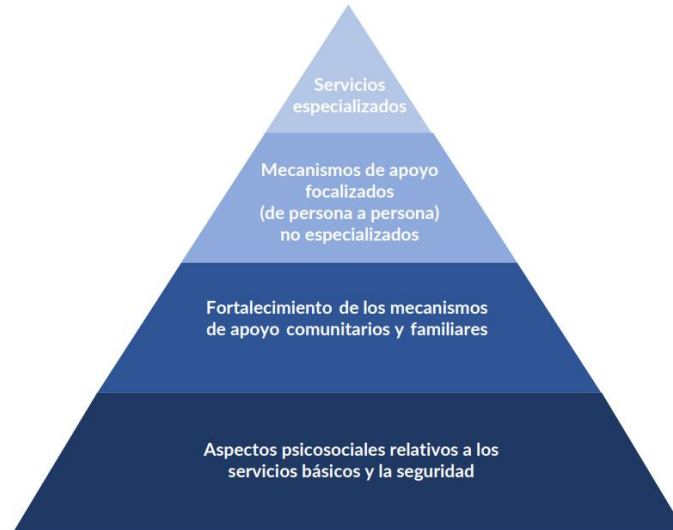 Servicios
especializados
Mecanismos de apoyo
focalizados
(de persona a persona)
no especializados
Fortalecimiento de los mecanismos
de apoyo comunitarios y familiares
Aspectos psicosociales relativos a los
servicios básicos y la seguridad